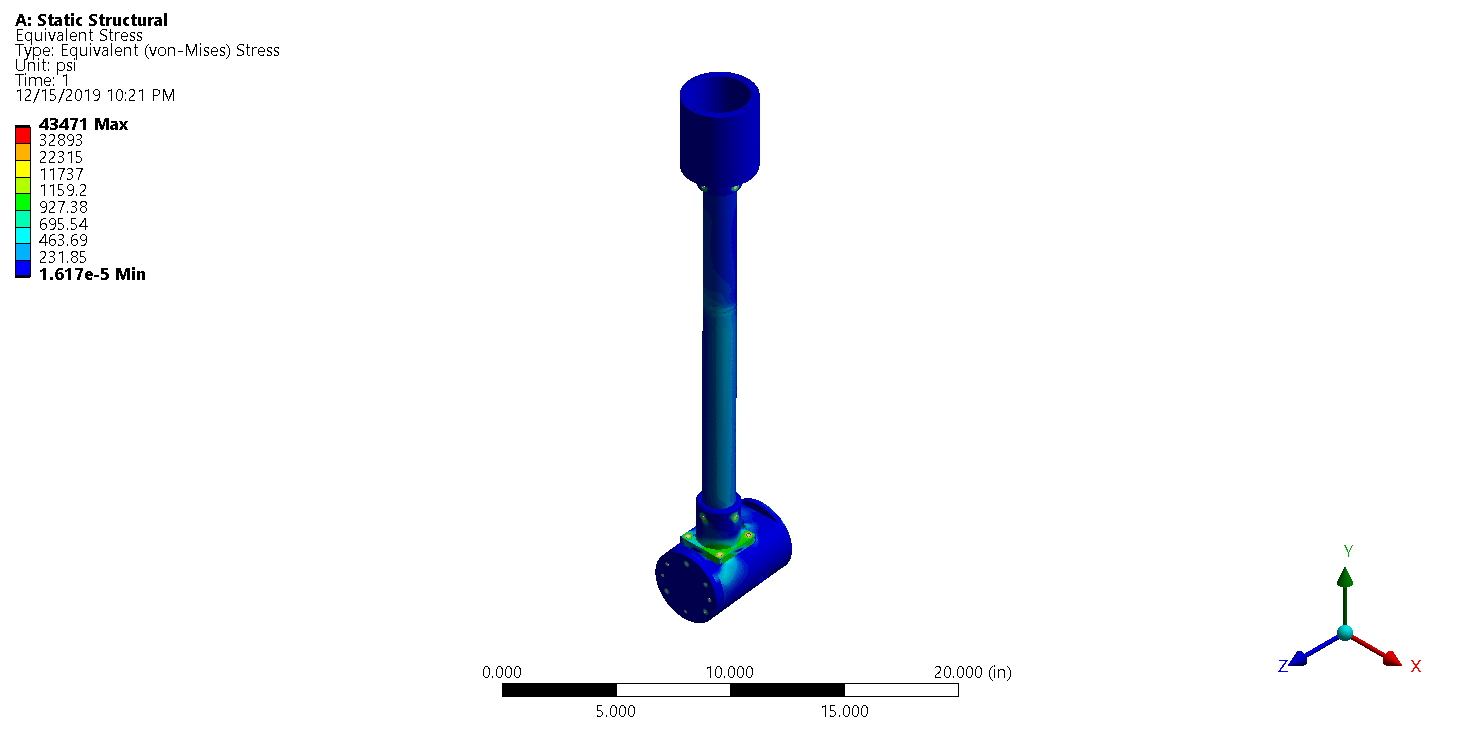 A: Static Structural
Equivalent Stress
Type: Equivalent (von-Mises) Stress
Unit: psi
Time: 1
12/15/2019 10:21 PM
43471 Max
32893
22315
11737
1159.2
927.38
695.54
463.69
231.85
1.617e-5 Min
0.000 10.000 20.000 (in)
5.000 15.000
Y
Z X